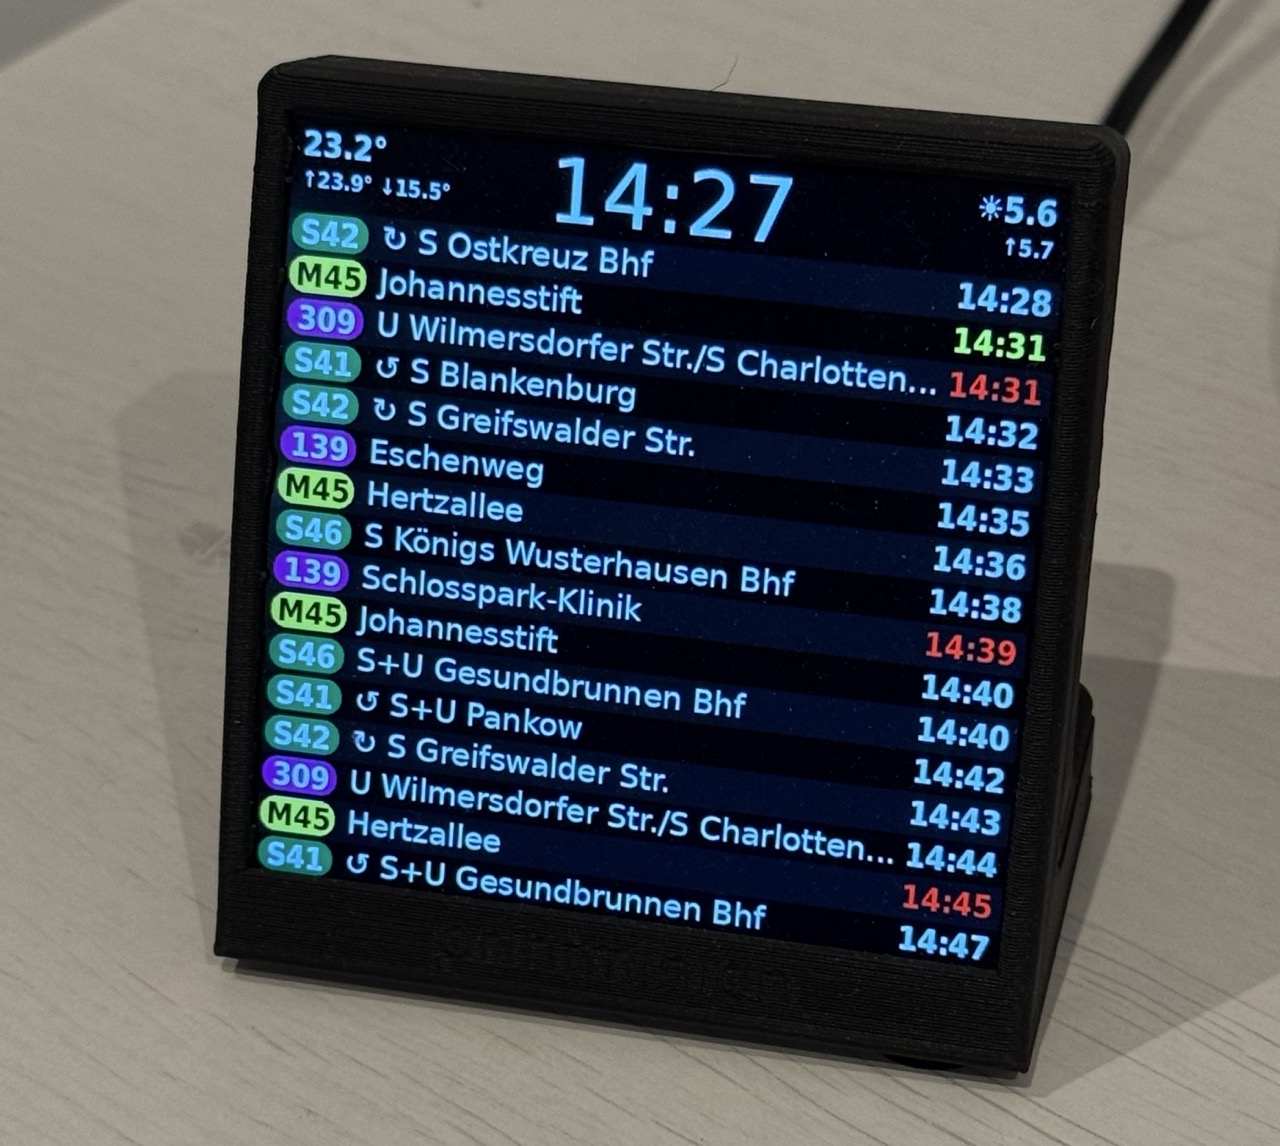 23.2°
↑23.9° ↓15.5°
14:27
☀5.6
↑5.7
S42 ↻ S Ostkreuz Bhf 14:28
M45 Johannesstift 14:31
309 U Wilmersdorfer Str./S Charlotten... 14:31
S41 ↺ S Blankenburg 14:32
S42 ↻ S Greifswalder Str. 14:33
139 Eschenweg 14:35
M45 Hertzallee 14:36
S46 S Königs Wusterhausen Bhf 14:38
139 Schlosspark-Klinik 14:39
M45 Johannesstift 14:40
S46 S+U Gesundbrunnen Bhf 14:40
S41 ↺ S+U Pankow 14:42
S42 ↻ S Greifswalder Str. 14:43
309 U Wilmersdorfer Str./S Charlotten... 14:44
M45 Hertzallee 14:45
S41 ↺ S+U Gesundbrunnen Bhf 14:47